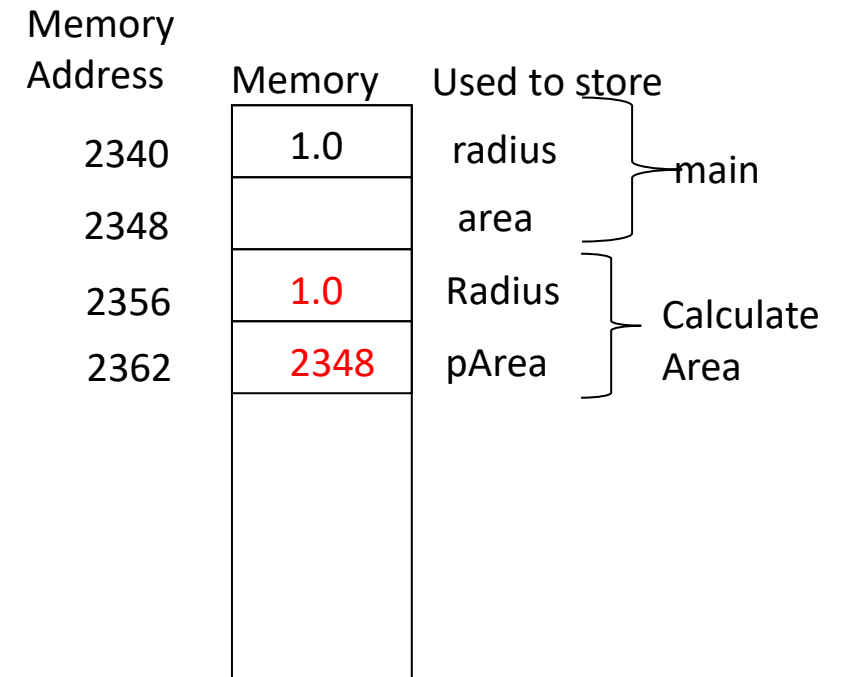 Memory
Address Memory Used to store
2340 1.0 radius main
2348 area
2356 1.0 Radius Calculate
2362 2348 pArea Area